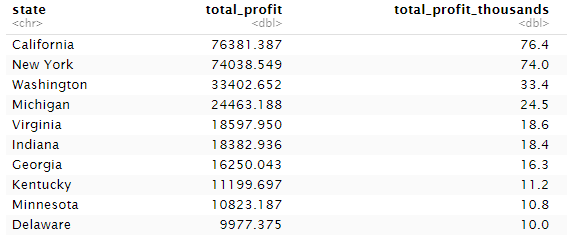 state total_profit total_profit_thousands
<chr> <dbl> <dbl>
California 76381.387 76.4
New York 74038.549 74.0
Washington 33402.652 33.4
Michigan 24463.188 24.5
Virginia 18597.950 18.6
Indiana 18382.936 18.4
Georgia 16250.043 16.3
Kentucky 11199.697 11.2
Minnesota 10823.187 10.8
Delaware 9977.375 10.0